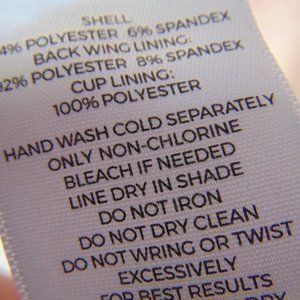 SHELL:
4% POLYESTER 6% SPANDEX
BACK WING LINING:
92% POLYESTER 8% SPANDEX
CUP LINING:
100% POLYESTER
HAND WASH COLD SEPARATELY
ONLY NON-CHLORINE
BLEACH IF NEEDED
LINE DRY IN SHADE
DO NOT IRON
DO NOT DRY CLEAN
DO NOT WRING OR TWIST
EXCESSIVELY
FOR BEST RESULTS